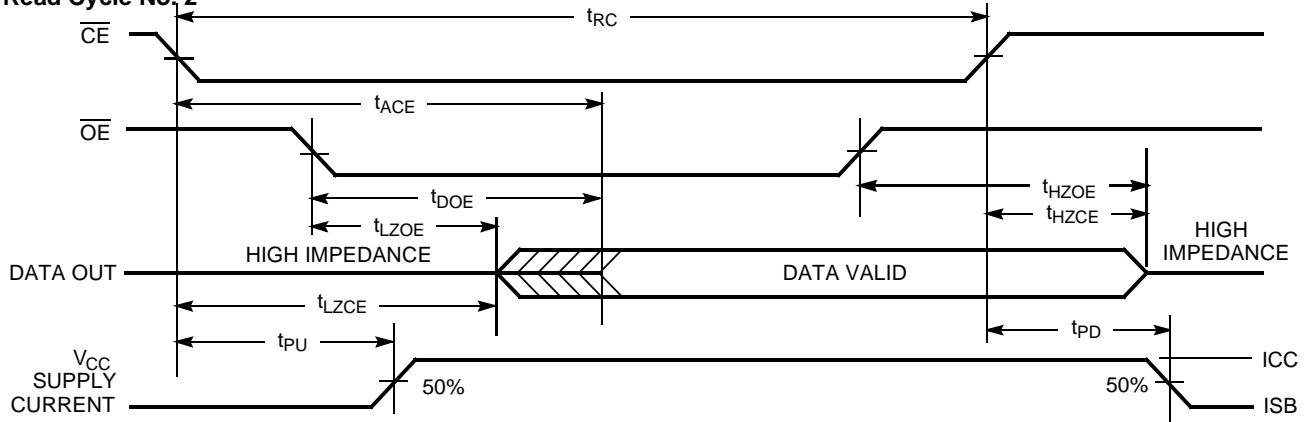 Read Cycle No. 2
tRC
CE
tACE
OE
tDOE
tHZOE
tLZOE
tHZCE
HIGH IMPEDANCE
HIGH
IMPEDANCE
DATA OUT
DATA VALID
tLZCE
tPU
tPD
VCC
SUPPLY
CURRENT
50%
50%
ICC
ISB